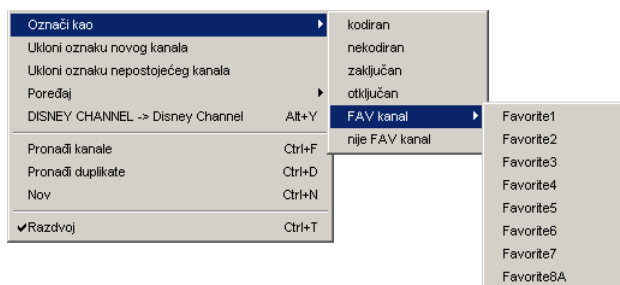 Označi kao
Ukloni oznaku novog kanala
Ukloni oznaku nepostojećeg kanala
Poređaj
DISNEY CHANNEL -> Disney Channel Alt+Y
Pronađi kanale Ctrl+F
Pronađi duplikate Ctrl+D
Nov Ctrl+N
Razdvoj Ctrl+T
kodiran
nekodiran
zaključan
otključan
FAV kanal
nije FAV kanal
Favorite1
Favorite2
Favorite3
Favorite4
Favorite5
Favorite6
Favorite7
Favorite8A